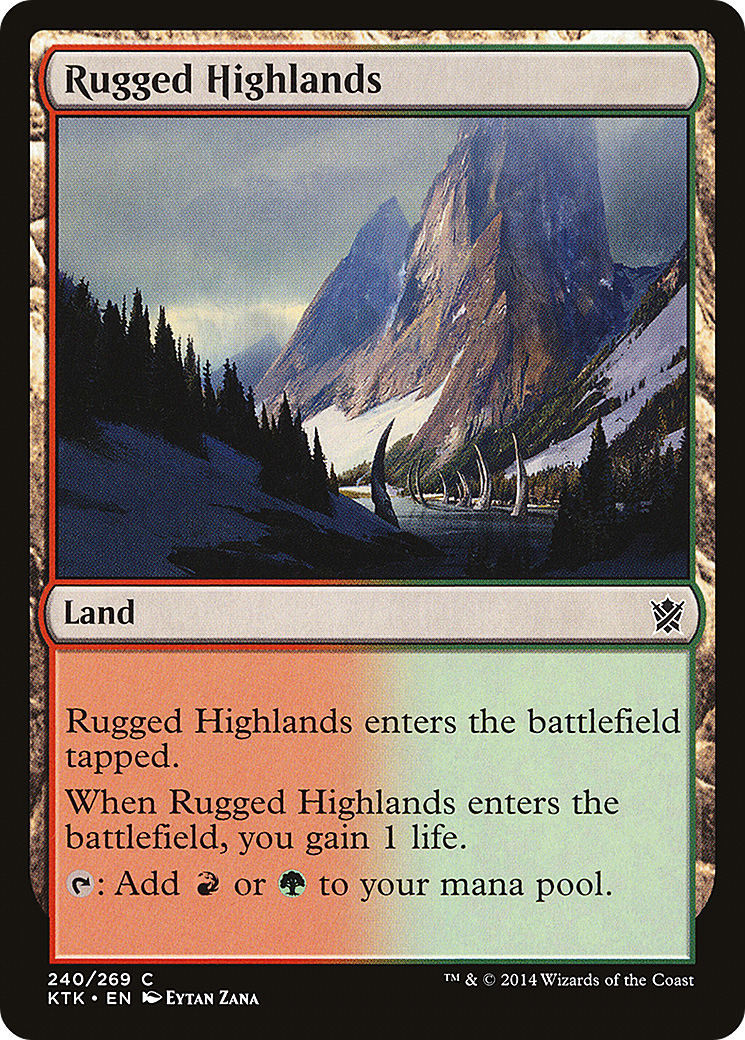 Rugged Highlands
Land
Rugged Highlands enters the battlefield
tapped.
When Rugged Highlands enters the
battlefield, you gain 1 life.
: Add or to your mana pool.
240/269 C
™ & © 2014 Wizards of the Coast
KTK • EN Eytan Zana